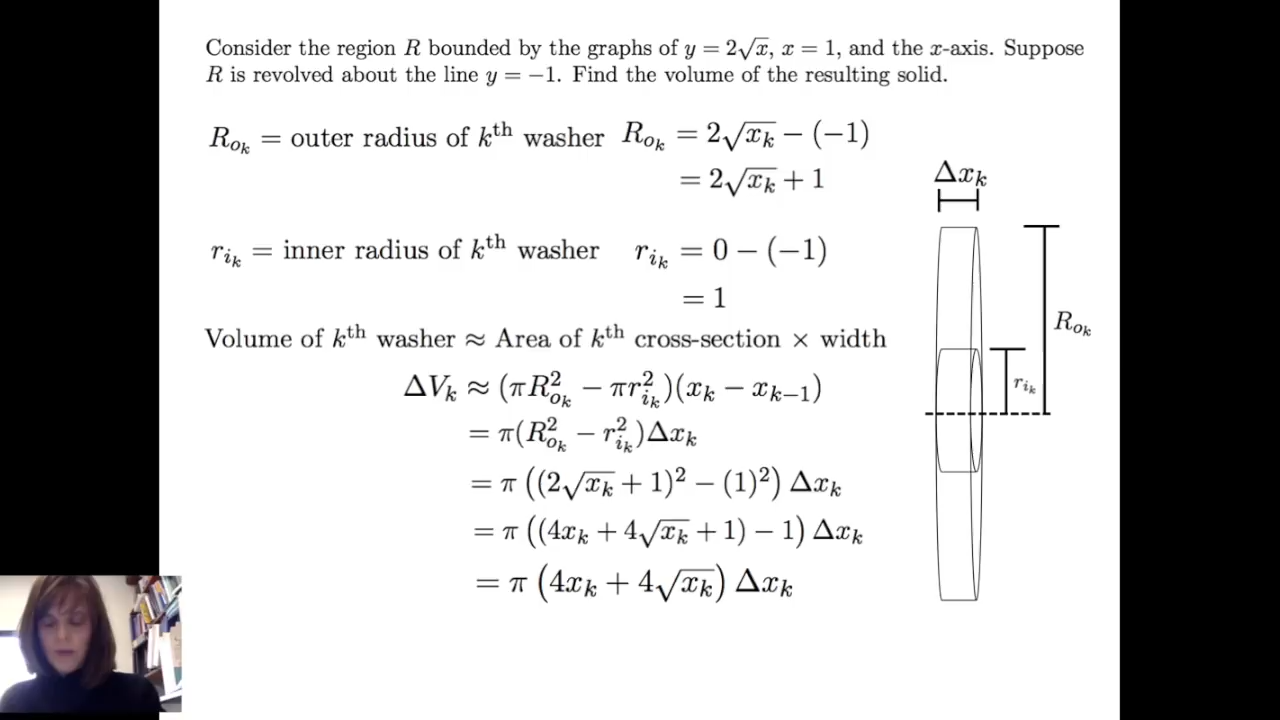 Consider the region R bounded by the graphs of y = 2√x, x = 1, and the x-axis. Suppose
R is revolved about the line y = −1. Find the volume of the resulting solid.
R_{o_k} = outer radius of k^{th} washer R_{o_k} = 2√x_k − (−1)
= 2√x_k + 1
r_{i_k} = inner radius of k^{th} washer r_{i_k} = 0 − (−1)
= 1
Volume of k^{th} washer ≈ Area of k^{th} cross-section × width
ΔV_k ≈ (πR_{o_k}^2 − πr_{i_k}^2)(x_k − x_{k−1})
= π(R_{o_k}^2 − r_{i_k}^2)Δx_k
= π ((2√x_k + 1)^2 − (1)^2) Δx_k
= π ((4x_k + 4√x_k + 1) − 1) Δx_k
= π (4x_k + 4√x_k) Δx_k
Δx_k
R_{o_k}
r_{i_k}